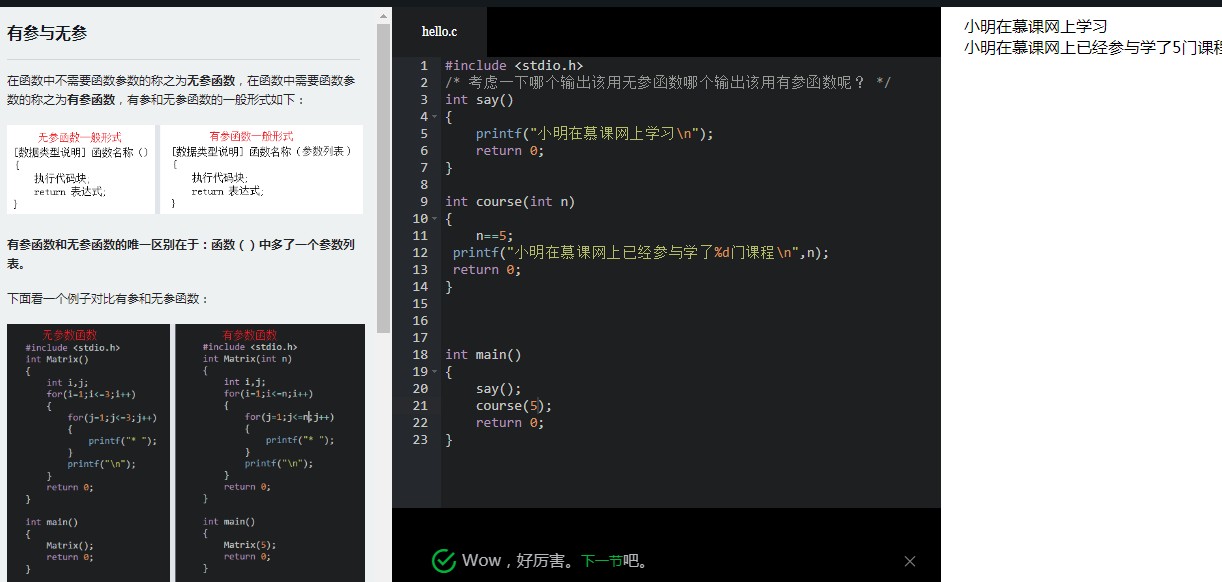 有参与无参
在函数中不需要函数参数的称之为无参函数，在函数中需要函数参
数的称之为有参函数，有参和无参函数的一般形式如下：
无参函数一般形式
[数据类型说明] 函数名称（）
{
执行代码块;
return 表达式;
}
有参函数一般形式
[数据类型说明] 函数名称（参数列表）
{
执行代码块;
return 表达式;
}
有参函数和无参函数的唯一区别在于：函数（ ）中多了一个参数列
表。
下面看一个例子对比有参和无参函数：
无参数函数
#include <stdio.h>
int Matrix()
{
int i,j;
for(i=1;i<=3;i++)
{
for(j=1;j<=3;j++)
{
printf("* ");
}
printf("\n");
}
return 0;
}
int main()
{
Matrix();
return 0;
}
有参数函数
#include <stdio.h>
int Matrix(int n)
{
int i,j;
for(i=1;i<=n;i++)
{
for(j=1;j<=n;j++)
{
printf("* ");
}
printf("\n");
}
return 0;
}
int main()
{
Matrix(5);
return 0;
}
hello.c
1 #include <stdio.h>
2 /* 考虑一下哪个输出该用无参函数哪个输出该用有参函数呢？ */
3 int say()
4 {
5 printf("小明在慕课网上学习\n");
6 return 0;
7 }
8
9 int course(int n)
10 {
11 n==5;
12 printf("小明在慕课网上已经参与学了%d门课程\n",n);
13 return 0;
14 }
15
16
17
18 int main()
19 {
20 say();
21 course(5);
22 return 0;
23 }
Wow，好厉害。下一节吧。
小明在慕课网上学习
小明在慕课网上已经参与学了5门课程